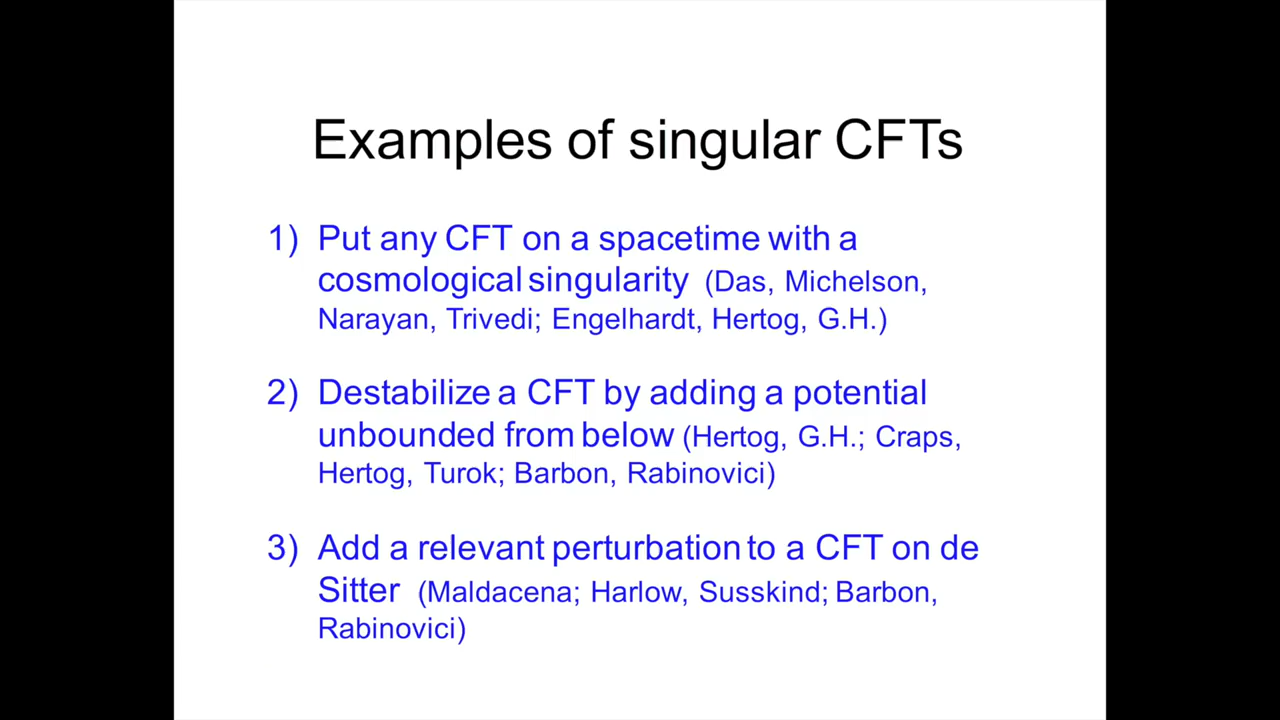 Examples of singular CFTs
1) Put any CFT on a spacetime with a
cosmological singularity (Das, Michelson,
Narayan, Trivedi; Engelhardt, Hertog, G.H.)
2) Destabilize a CFT by adding a potential
unbounded from below (Hertog, G.H.; Craps,
Hertog, Turok; Barbon, Rabinovici)
3) Add a relevant perturbation to a CFT on de
Sitter (Maldacena; Harlow, Susskind; Barbon,
Rabinovici)